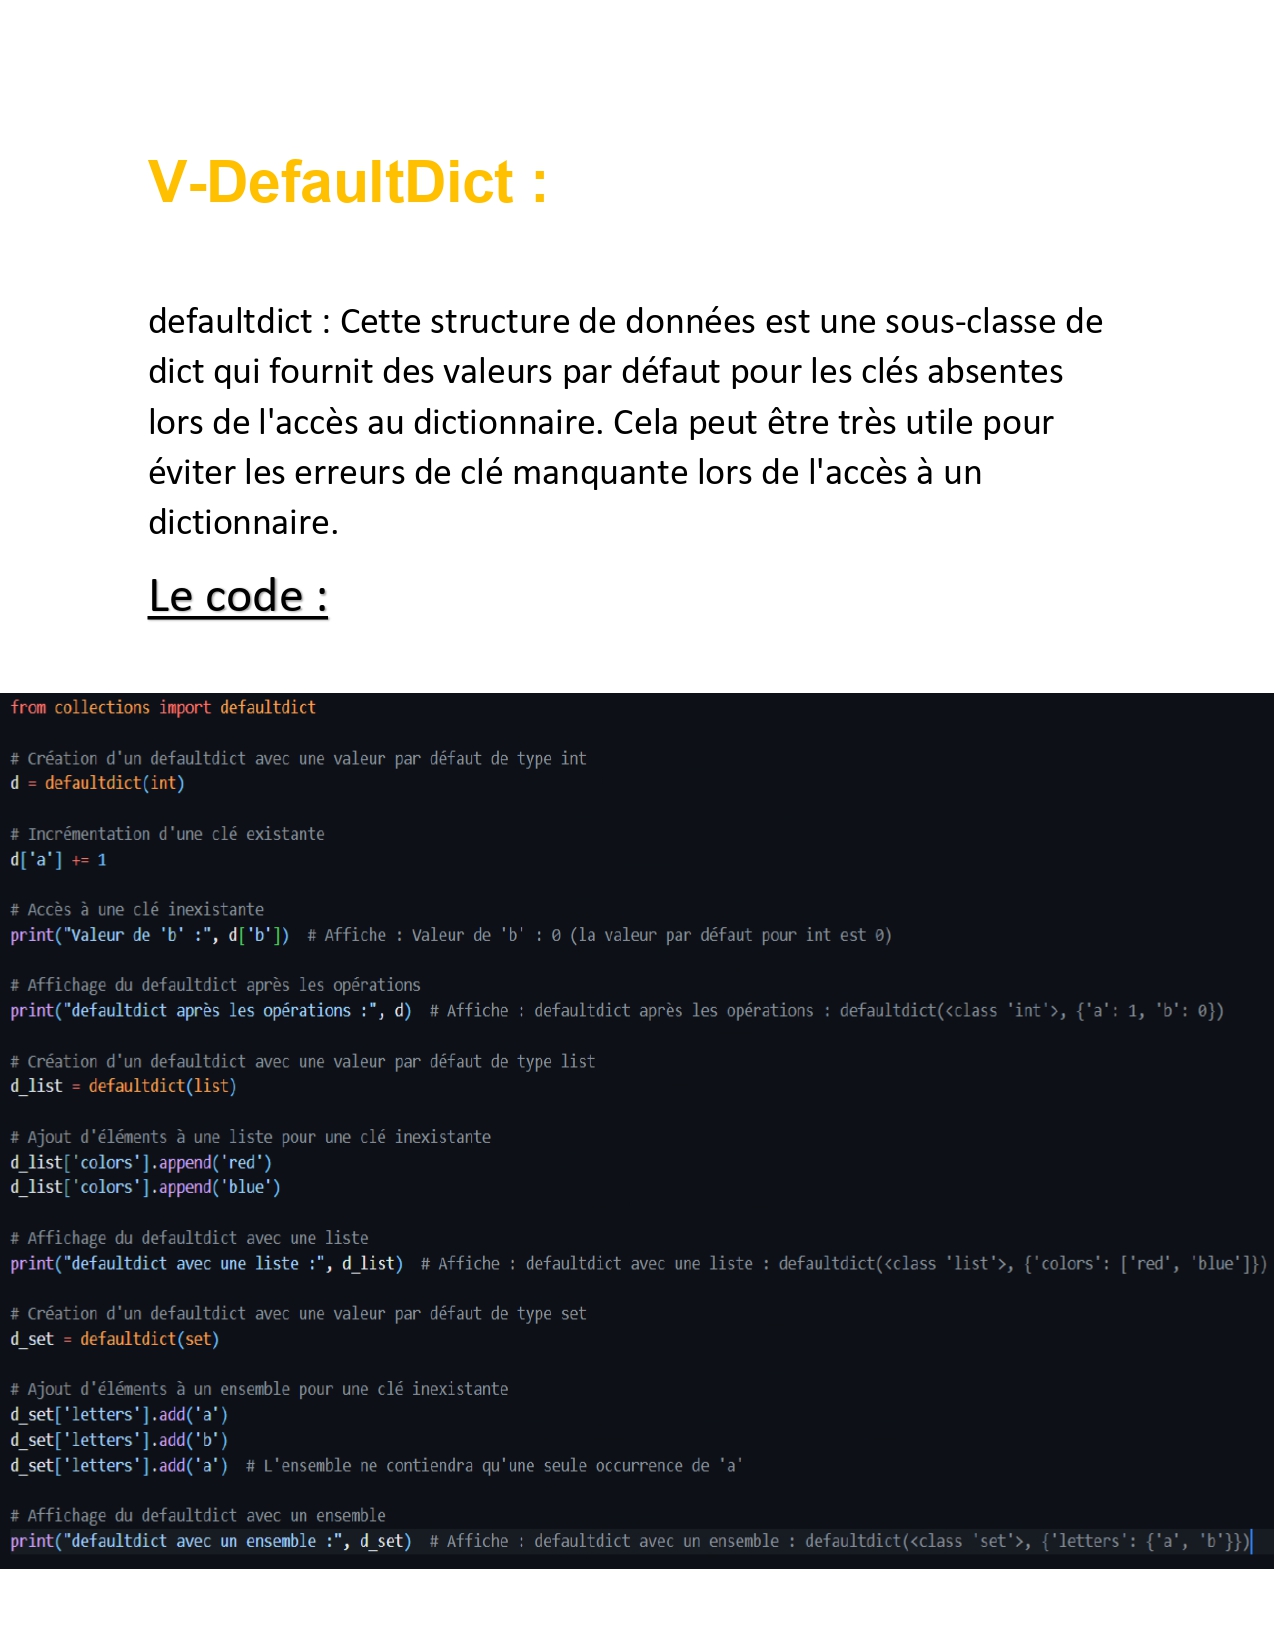 V-DefaultDict :
defaultdict : Cette structure de données est une sous-classe de
dict qui fournit des valeurs par défaut pour les clés absentes
lors de l'accès au dictionnaire. Cela peut être très utile pour
éviter les erreurs de clé manquante lors de l'accès à un
dictionnaire.
Le code :
from collections import defaultdict
# Création d'un defaultdict avec une valeur par défaut de type int
d = defaultdict(int)
# Incrémentation d'une clé existante
d['a'] += 1
# Accès à une clé inexistante
print("Valeur de 'b' :", d['b'])  # Affiche : Valeur de 'b' : 0 (la valeur par défaut pour int est 0)
# Affichage du defaultdict après les opérations
print("defaultdict après les opérations :", d)  # Affiche : defaultdict après les opérations : defaultdict(<class 'int'>, {'a': 1, 'b': 0})
# Création d'un defaultdict avec une valeur par défaut de type list
d_list = defaultdict(list)
# Ajout d'éléments à une liste pour une clé inexistante
d_list['colors'].append('red')
d_list['colors'].append('blue')
# Affichage du defaultdict avec une liste
print("defaultdict avec une liste :", d_list)  # Affiche : defaultdict avec une liste : defaultdict(<class 'list'>, {'colors': ['red', 'blue']})
# Création d'un defaultdict avec une valeur par défaut de type set
d_set = defaultdict(set)
# Ajout d'éléments à un ensemble pour une clé inexistante
d_set['letters'].add('a')
d_set['letters'].add('b')
d_set['letters'].add('a')  # L'ensemble ne contiendra qu'une seule occurrence de 'a'
# Affichage du defaultdict avec un ensemble
print("defaultdict avec un ensemble :", d_set)  # Affiche : defaultdict avec un ensemble : defaultdict(<class 'set'>, {'letters': {'a', 'b'}})